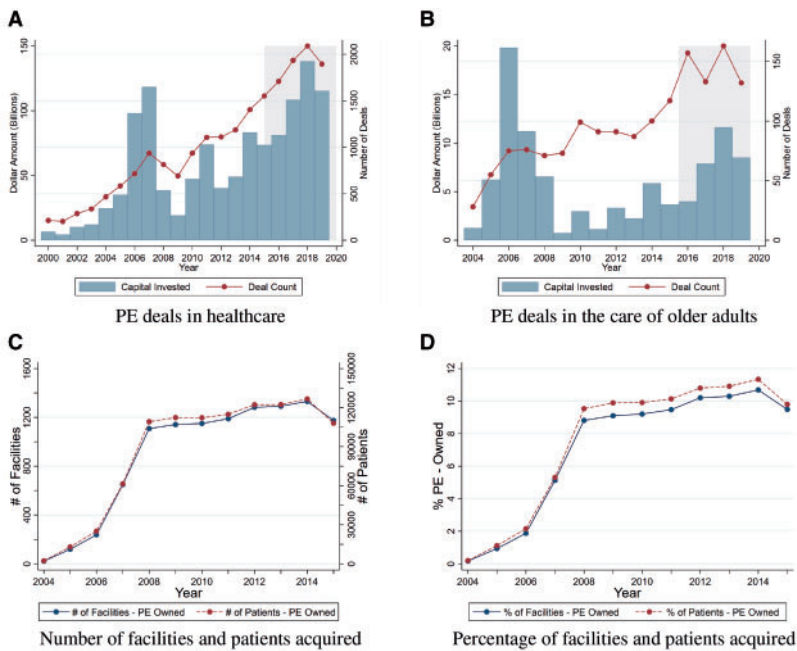 A
150
100
50
0
Dollar Amount (Billions)
2000
1500
1000
500
0
Number of Deals
2000 2002 2004 2006 2008 2010 2012 2014 2016 2018 2020
Year
Capital Invested Deal Count
PE deals in healthcare
B
20
15
10
5
0
Dollar Amount (Billions)
150
100
50
0
Number of Deals
2004 2006 2008 2010 2012 2014 2016 2018 2020
Year
Capital Invested Deal Count
PE deals in the care of older adults
C
1600
1200
800
400
0
# of Facilities
150000
120000
90000
60000
30000
0
# of Patients
2004 2006 2008 2010 2012 2014
Year
# of Facilities - PE Owned # of Patients - PE Owned
Number of facilities and patients acquired
D
12
10
8
6
4
2
0
% PE - Owned
2004 2006 2008 2010 2012 2014
Year
% of Facilities - PE Owned % of Patients - PE Owned
Percentage of facilities and patients acquired